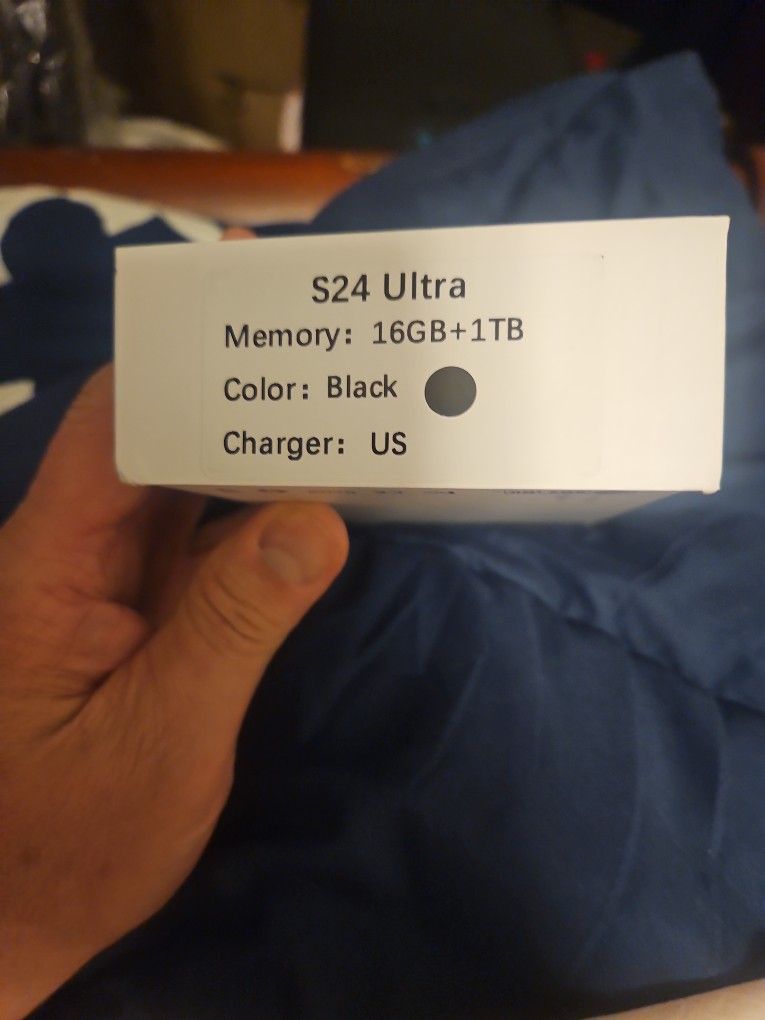 S24 Ultra
Memory: 16GB+1TB
Color: Black
Charger: US